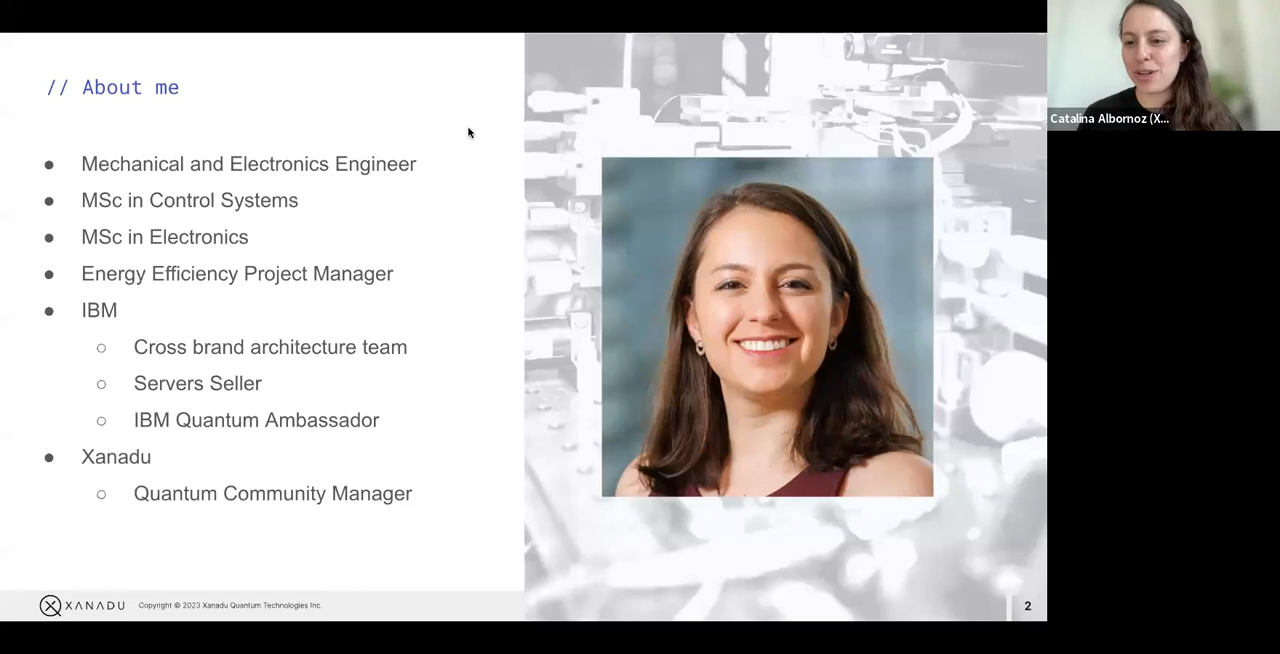 // About me
● Mechanical and Electronics Engineer
● MSc in Control Systems
● MSc in Electronics
● Energy Efficiency Project Manager
● IBM
○ Cross brand architecture team
○ Servers Seller
○ IBM Quantum Ambassador
● Xanadu
○ Quantum Community Manager
XANADU Copyright © 2023 Xanadu Quantum Technologies Inc.
2
Catalina Albornoz (X...